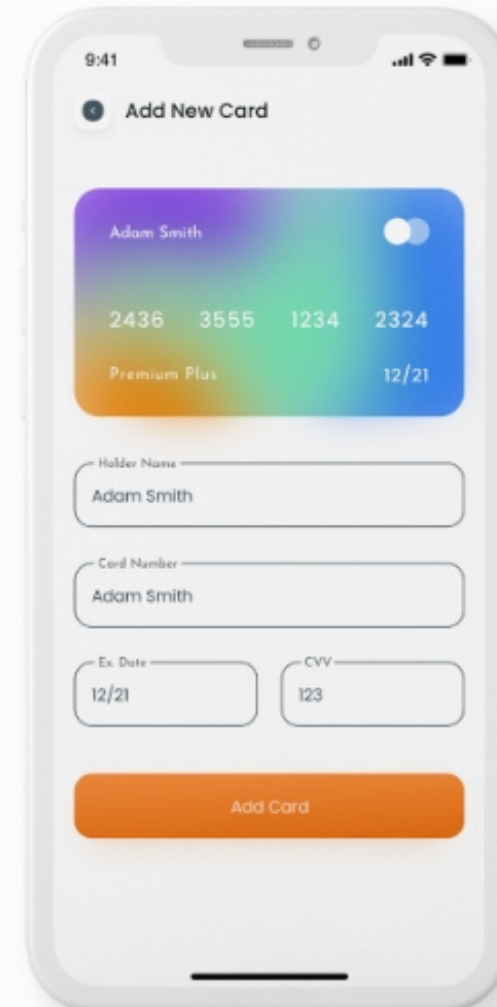 9:41
Add New Card
Adam Smith
2436 3555 1234 2324
Premium Plus 12/21
Holder Name
Adam Smith
Card Number
Adam Smith
Ex. Date CVV
12/21 123
Add Card